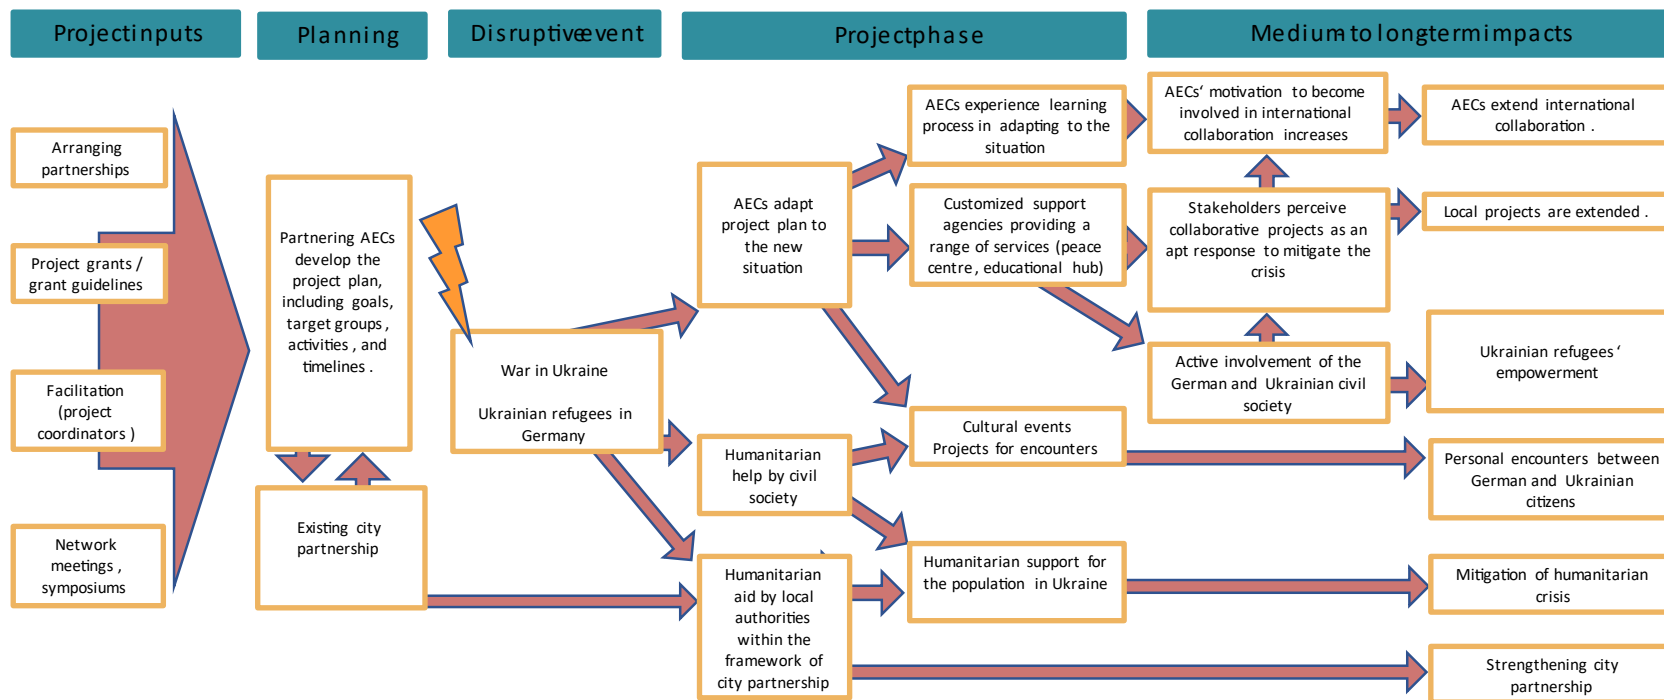 Projectinputs
Planning
Disruptiveevent
Projectphase
Medium-to longtermimpacts
Arranging
partnerships
Project grants /
grant guidelines
Facilitation
(project
coordinators )
Network
meetings ,
symposiums
Partnering AECs
develop the
project plan,
including goals,
target groups ,
activities , and
timelines .
Existing city
partnership
War in Ukraine
Ukrainian refugees in
Germany
AECs adapt
project plan to
the new
situation
Humanitarian
help by civil
society
Humanitarian
aid by local
authorities
within the
framework of
city partnership
AECs experience learning
process in adapting to the
situation
Customized support
agencies providing a
range of services (peace
centre , educational hub)
Cultural events
Projects for encounters
Humanitarian support for
the population in Ukraine
AECs‘ motivation to become
involved in international
collaboration increases
Stakeholders perceive
collaborative projects as an
apt response to mitigate the
crisis
Active involvement of the
German and Ukrainian civil
society
AECs extend international
collaboration .
Local projects are extended .
Ukrainian refugees ‘
empowerment
Personal encounters between
German and Ukrainian
citizens
Mitigation of humanitarian
crisis
Strengthening city
partnership